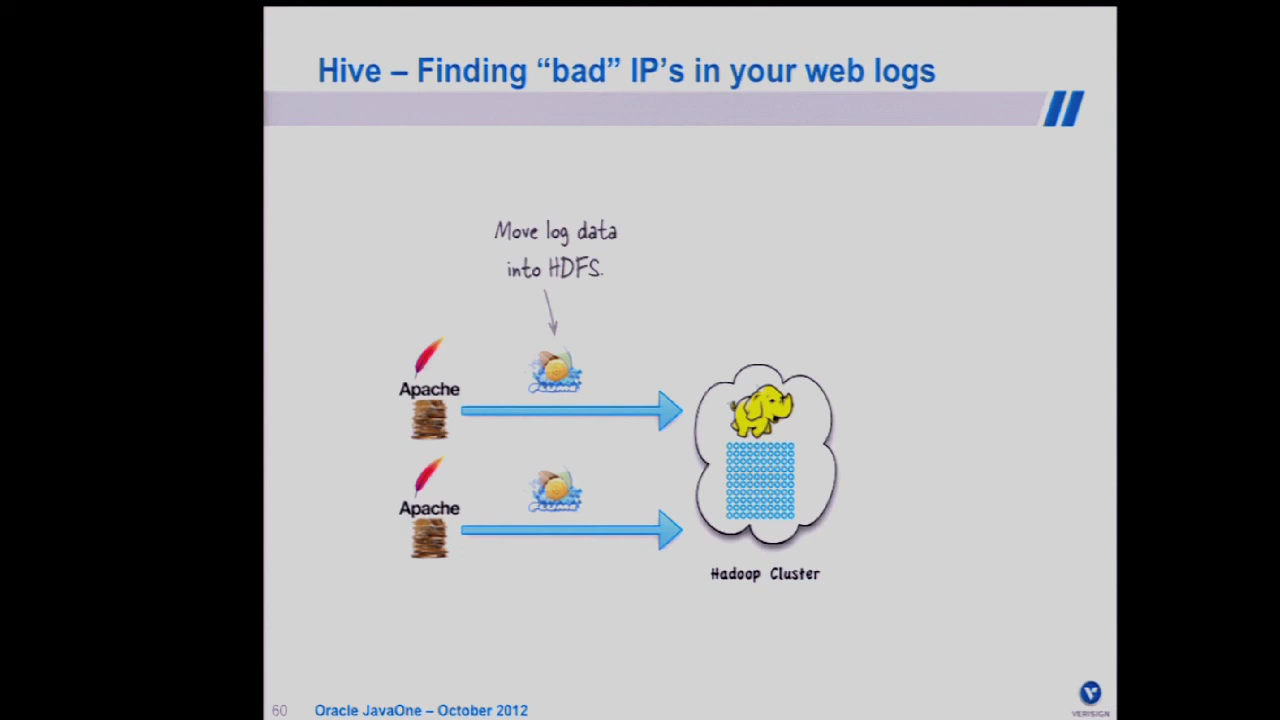 Hive – Finding “bad” IP’s in your web logs
Move log data
into HDFS.
Apache
Apache
Hadoop Cluster
60
Oracle JavaOne – October 2012
VERISIGN